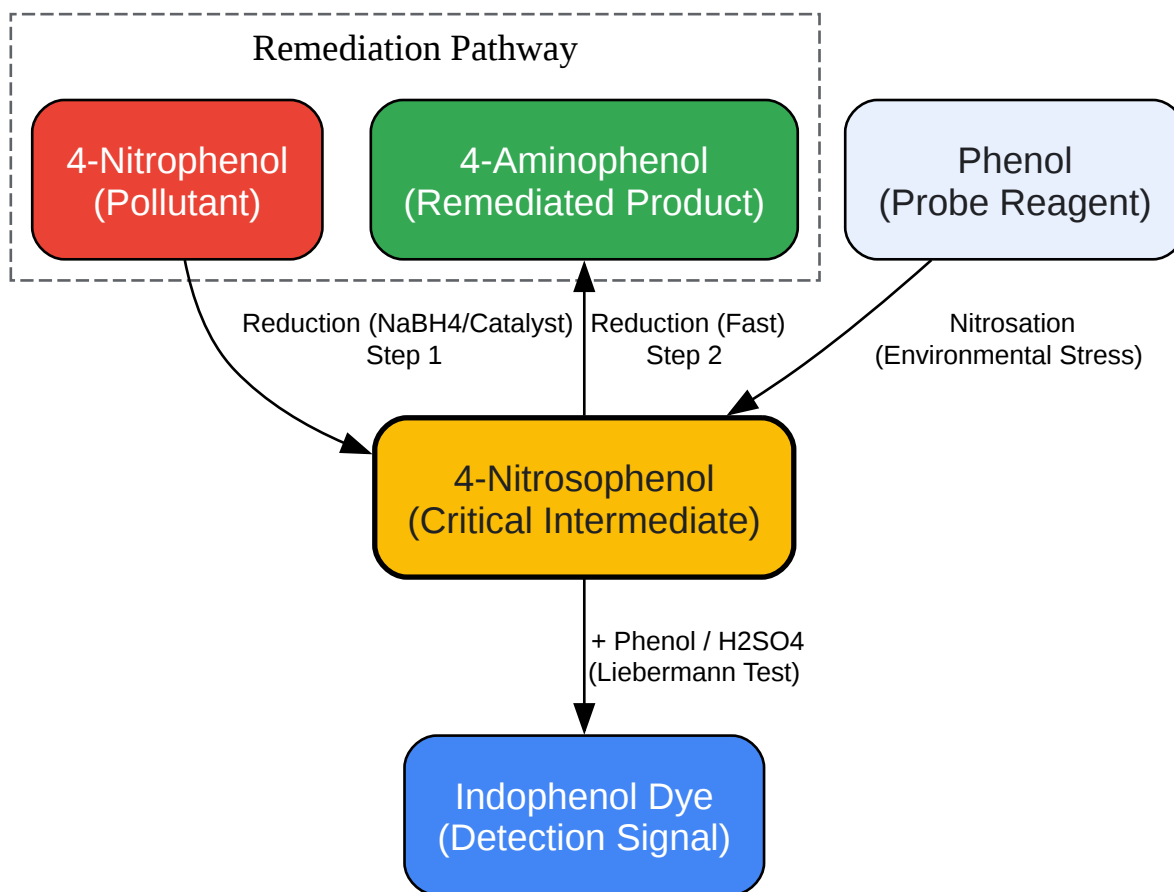 Remediation Pathway
4-Nitrophenol
(Pollutant)
4-Aminophenol
(Remediated Product)
Phenol
(Probe Reagent)
Reduction (NaBH4/Catalyst)
Step 1
Reduction (Fast)
Step 2
Nitrosation
(Environmental Stress)
4-Nitrosophenol
(Critical Intermediate)
+ Phenol / H2SO4
(Liebermann Test)
Indophenol Dye
(Detection Signal)